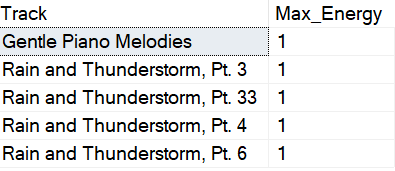 Track Max_Energy
Gentle Piano Melodies 1
Rain and Thunderstorm, Pt. 3 1
Rain and Thunderstorm, Pt. 33 1
Rain and Thunderstorm, Pt. 4 1
Rain and Thunderstorm, Pt. 6 1